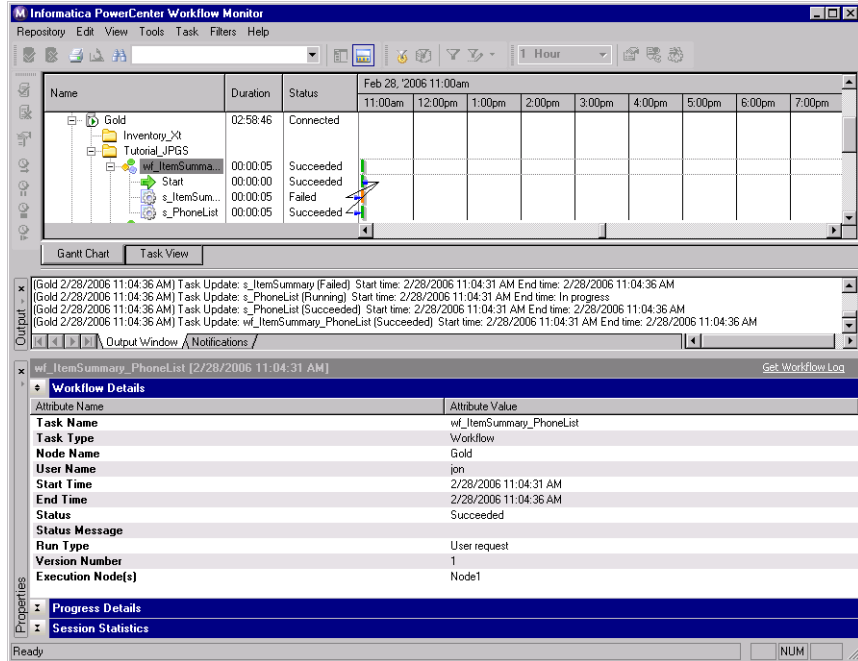 Informatica PowerCenter Workflow Monitor
Repository Edit View Tools Task Filters Help
1 Hour
Name Duration Status Feb 28, '2006 11:00am
11:00am 12:00pm 1:00pm 2:00pm 3:00pm 4:00pm 5:00pm 6:00pm 7:00pm
Gold 02:58:46 Connected
Inventory_Xt
Tutorial_JPGS
wf_ItemSumma... 00:00:05 Succeeded
Start 00:00:00 Succeeded
s_ItemSum... 00:00:05 Failed
s_PhoneList 00:00:05 Succeeded
Gantt Chart Task View
Output
(Gold 2/28/2006 11:04:36 AM) Task Update: s_ItemSummary (Failed) Start time: 2/28/2006 11:04:31 AM End time: 2/28/2006 11:04:36 AM
(Gold 2/28/2006 11:04:36 AM) Task Update: s_PhoneList (Running) Start time: 2/28/2006 11:04:31 AM End time: In progress
(Gold 2/28/2006 11:04:36 AM) Task Update: s_PhoneList (Succeeded) Start time: 2/28/2006 11:04:31 AM End time: 2/28/2006 11:04:36 AM
(Gold 2/28/2006 11:04:36 AM) Task Update: wf_ItemSummary_PhoneList (Succeeded) Start time: 2/28/2006 11:04:31 AM End time: 2/28/2006 11:04:36 AM
Output Window Notifications
wf_ItemSummary_PhoneList [2/28/2006 11:04:31 AM] Get Workflow Log
Workflow Details
Attribute Name Attribute Value
Task Name wf_ItemSummary_PhoneList
Task Type Workflow
Node Name Gold
User Name jon
Start Time 2/28/2006 11:04:31 AM
End Time 2/28/2006 11:04:36 AM
Status Succeeded
Status Message
Run Type User request
Version Number 1
Execution Node(s) Node1
Properties
Progress Details
Session Statistics
Ready NUM